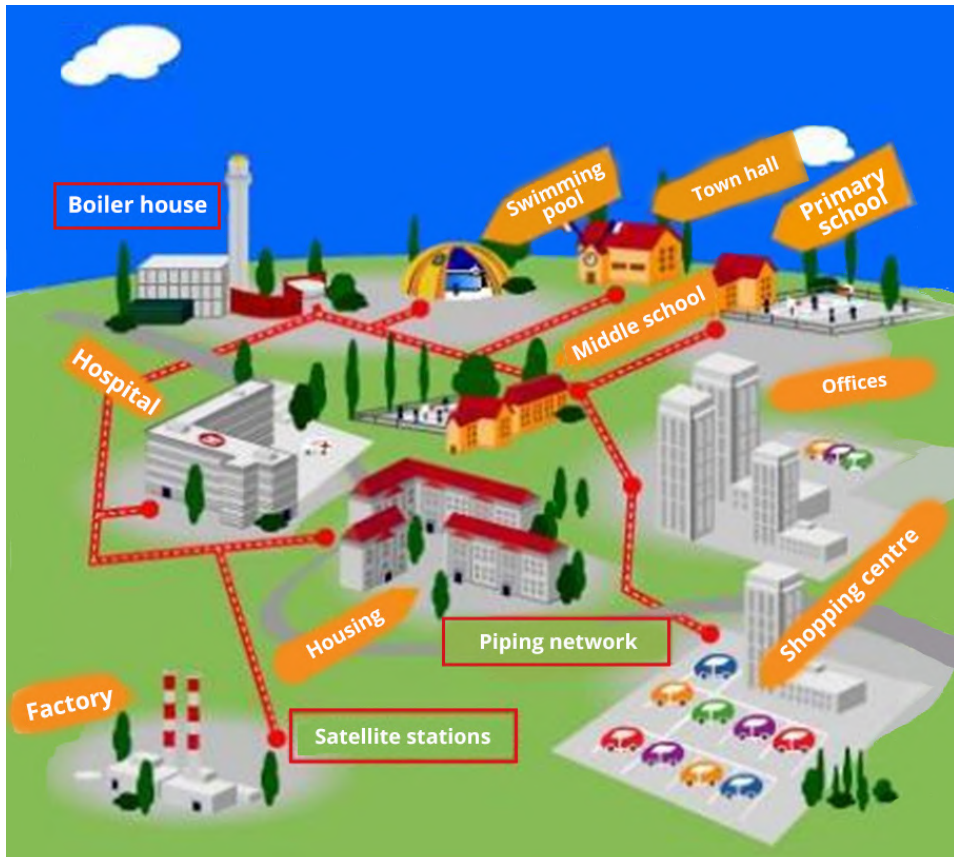 Boiler house
Swimming
pool
Town hall
Primary
school
Middle school
Hospital
Offices
Shopping centre
Housing
Piping network
Factory
Satellite stations